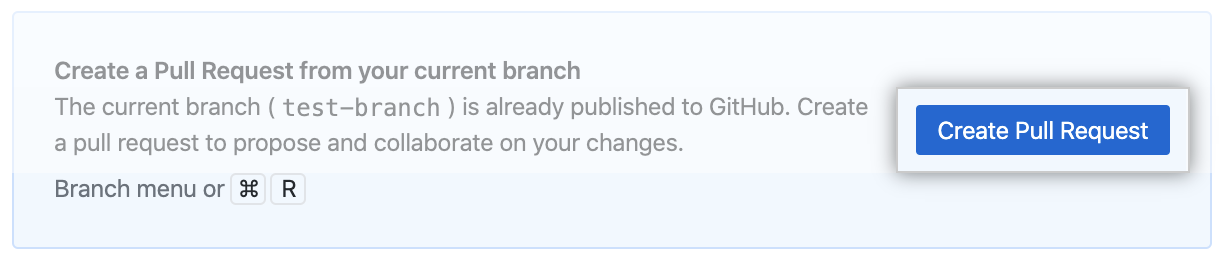 Create a Pull Request from your current branch
The current branch ( test-branch ) is already published to GitHub. Create
a pull request to propose and collaborate on your changes.
Create Pull Request
Branch menu or ⌘ R